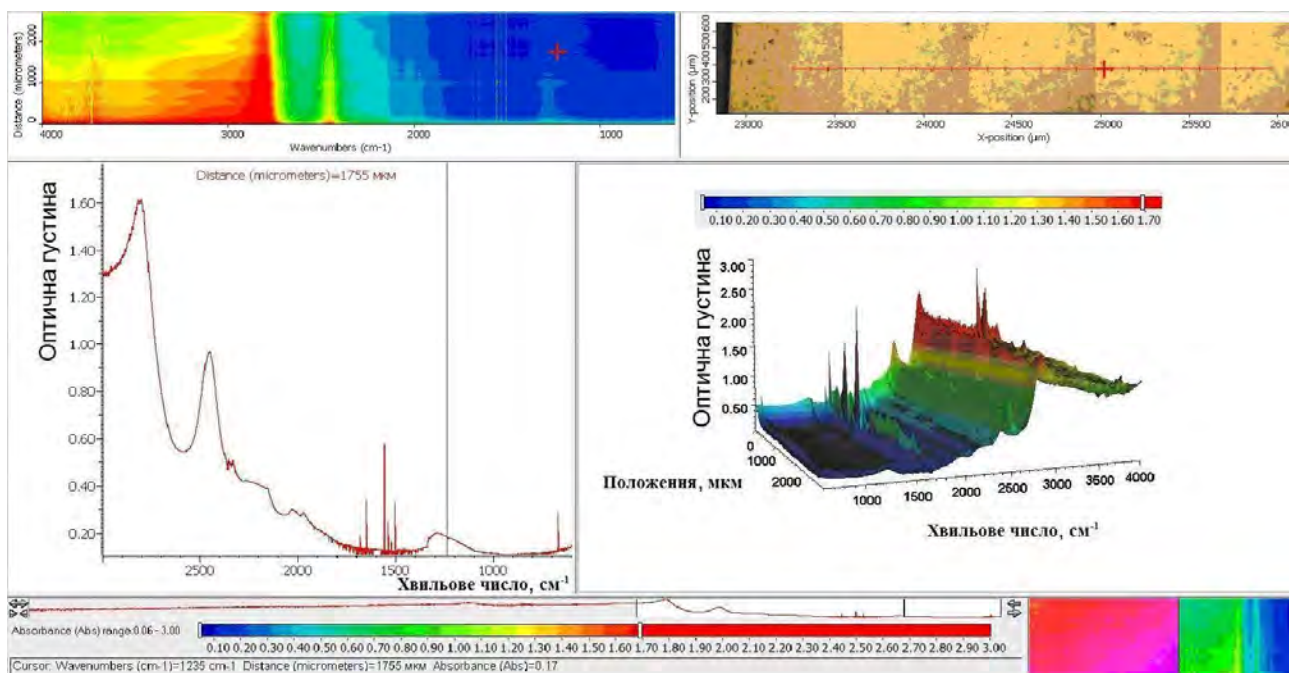 Distance (micrometers)
2000
1000
0
4000 3000 2000 1000
Wavenumbers (cm-1)
Y-position (µm)
200300400500600
23000 23500 24000 24500 25000 25500 2600
X-position (µm)
Distance (micrometers)=1755 мкм
Оптична густина
1.60
1.40
1.20
1.00
0.80
0.60
0.40
0.20
2500 2000 1500 1000
Хвильове число, см-1
0.10 0.20 0.30 0.40 0.50 0.60 0.70 0.80 0.90 1.00 1.10 1.20 1.30 1.40 1.50 1.60 1.70
Оптична густина
3.00
2.50
2.00
1.50
1.00
0.50
0
1000
2000
Положения, мкм
1000 1500 2000 2500 3000 3500 4000
Хвильове число, см-1
Absorbance (Abs) range:0.06 - 3.00
0.10 0.20 0.30 0.40 0.50 0.60 0.70 0.80 0.90 1.00 1.10 1.20 1.30 1.40 1.50 1.60 1.70 1.80 1.90 2.00 2.10 2.20 2.30 2.40 2.50 2.60 2.70 2.80 2.90 3.00
Cursor: Wavenumbers (cm-1)=1235 cm-1 Distance (micrometers)=1755 мкм Absorbance (Abs)=0.17